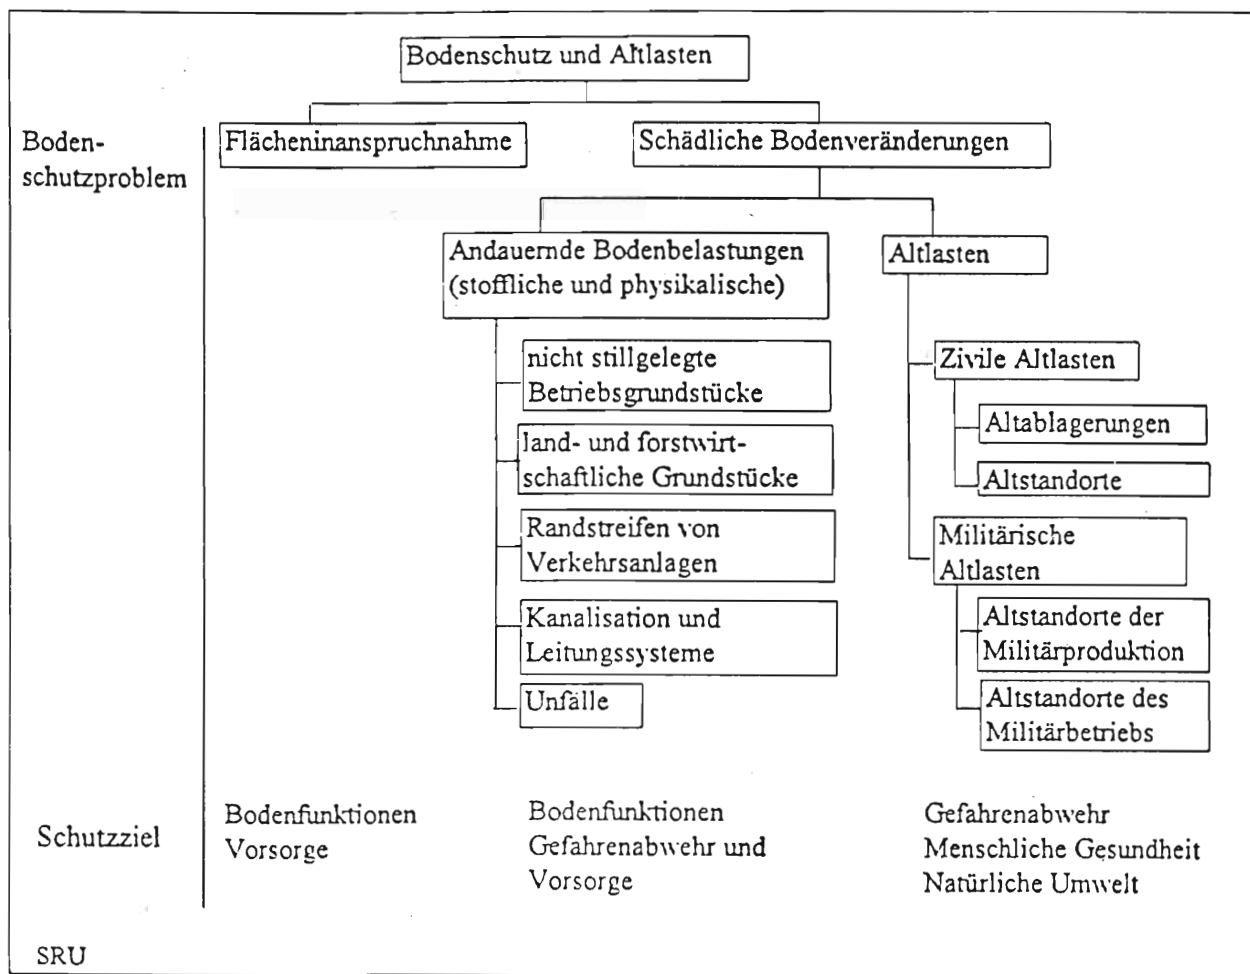 Bodenschutz und Altlasten
Boden-
schutzproblem
Flächeninanspruchnahme
Schädliche Bodenveränderungen
Andauernde Bodenbelastungen
(stoffliche und physikalische)
nicht stillgelegte
Betriebsgrundstücke
land- und forstwirt-
schaftliche Grundstücke
Randstreifen von
Verkehrsanlagen
Kanalisation und
Leitungssysteme
Unfälle
Altlasten
Zivile Altlasten
Altablagerungen
Altstandorte
Militärische
Altlasten
Altstandorte der
Militärproduktion
Altstandorte des
Militärbetriebs
Schutzziel
Bodenfunktionen
Vorsorge
Bodenfunktionen
Gefahrenabwehr und
Vorsorge
Gefahrenabwehr
Menschliche Gesundheit
Natürliche Umwelt
SRU